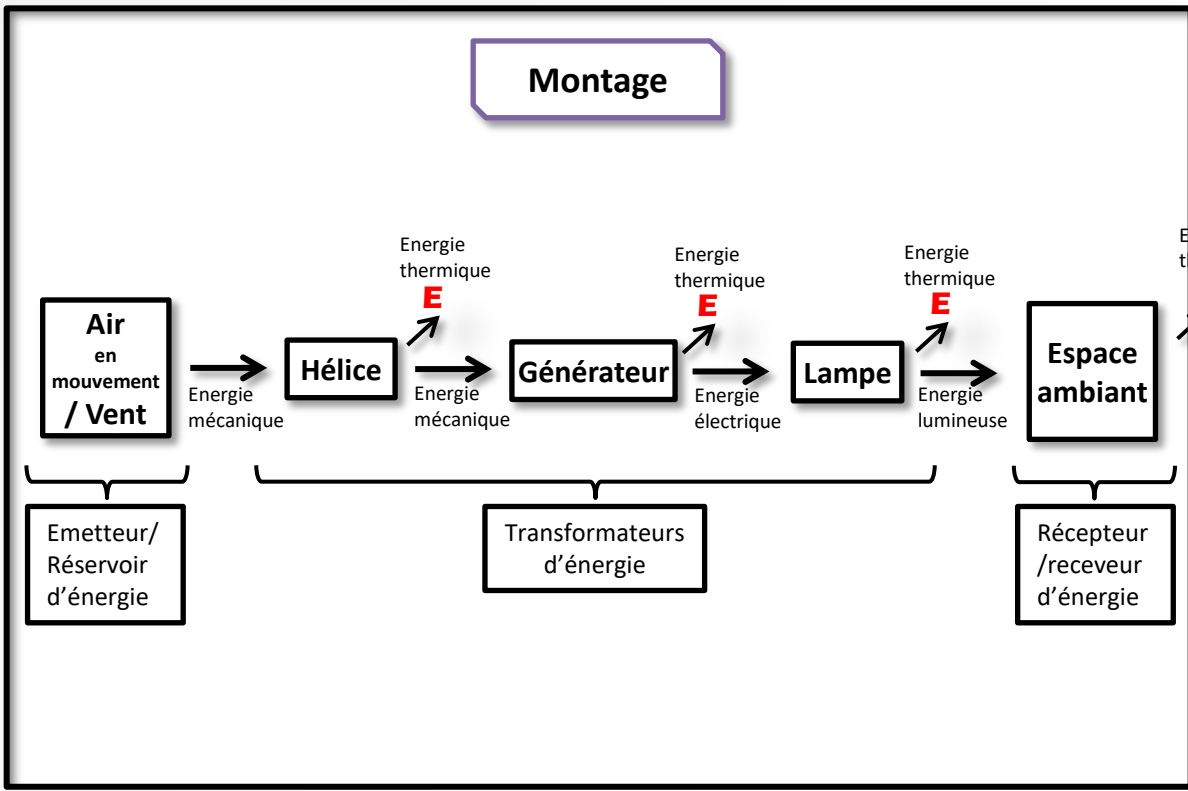 Montage
Energie
thermique
E
Energie
thermique
E
Energie
thermique
E
Air
en
mouvement
/ Vent
Energie
mécanique
Hélice
Energie
mécanique
Générateur
Energie
électrique
Lampe
Energie
lumineuse
Espace
ambiant
Emetteur/
Réservoir
d’énergie
Transformateurs
d’énergie
Récepteur
/receveur
d’énergie